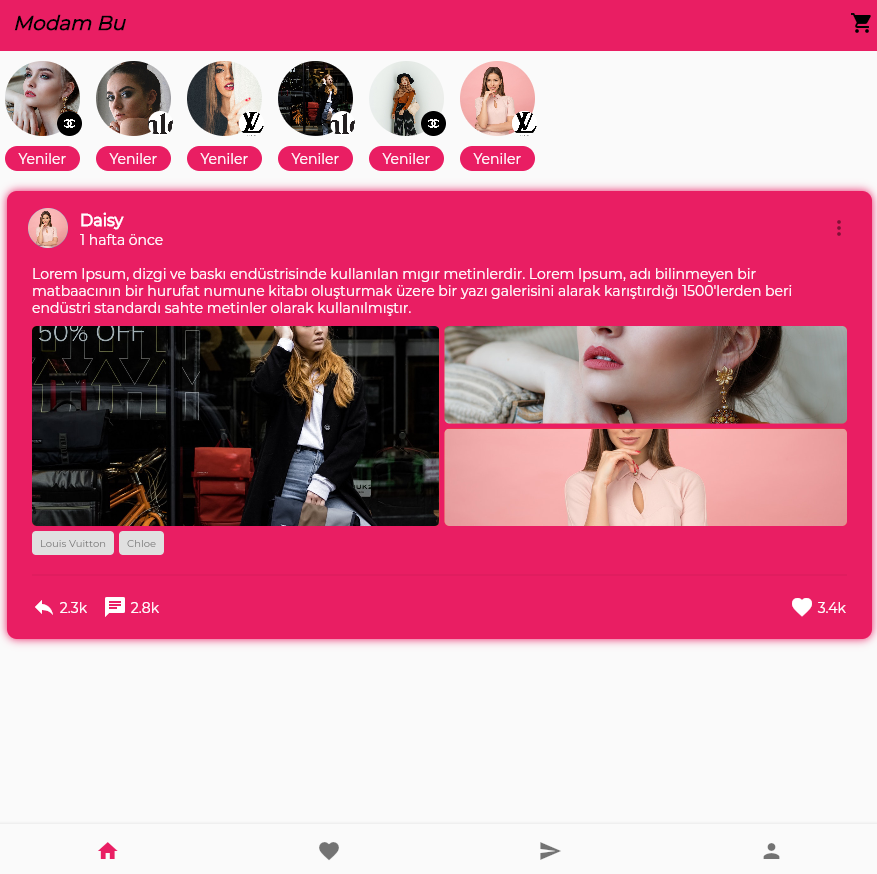 Modam Bu
Yeniler Yeniler Yeniler Yeniler Yeniler Yeniler
Daisy
1 hafta önce
Lorem Ipsum, dizgi ve baskı endüstrisinde kullanılan mıgır metinlerdir. Lorem Ipsum, adı bilinmeyen bir
matbaacının bir hurufat numune kitabı oluşturmak üzere bir yazı galerisini alarak karıştırdığı 1500'lerden beri
endüstri standardı sahte metinler olarak kullanılmıştır.
50% OFF
Louis Vuitton Chloe
2.3k 2.8k 3.4k